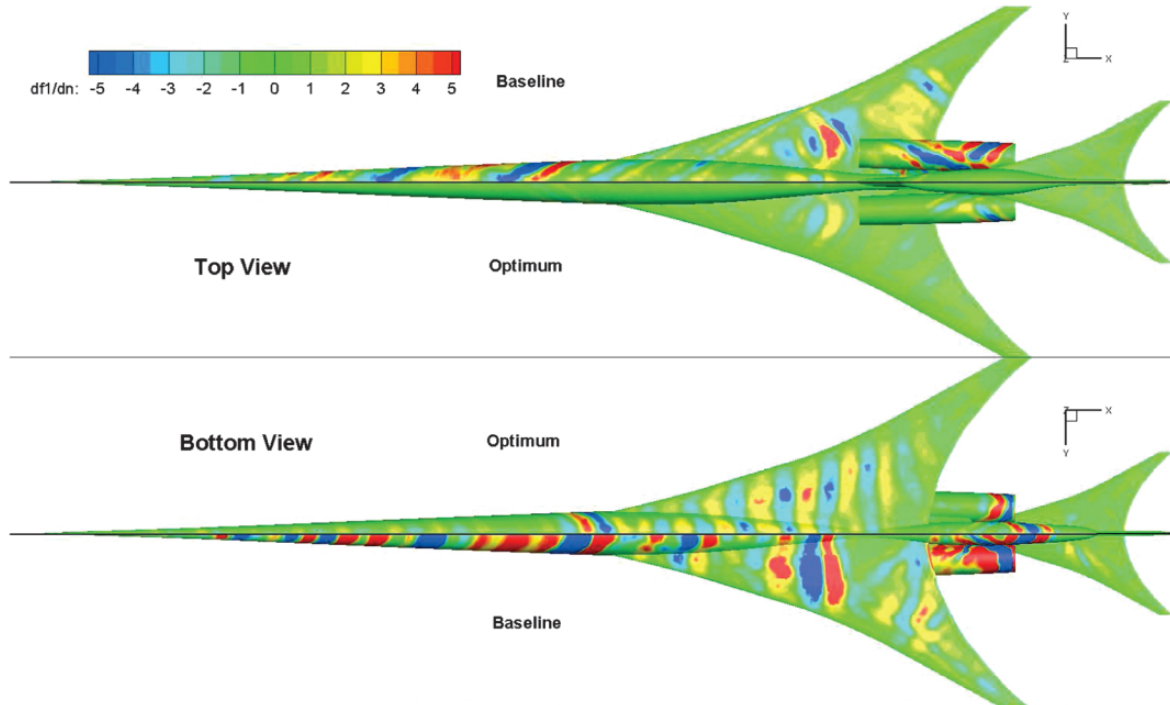 df1/dn: -5 -4 -3 -2 -1 0 1 2 3 4 5
Baseline
Y
Z X
Top View
Optimum
Bottom View
Optimum
Z X
Y
Baseline